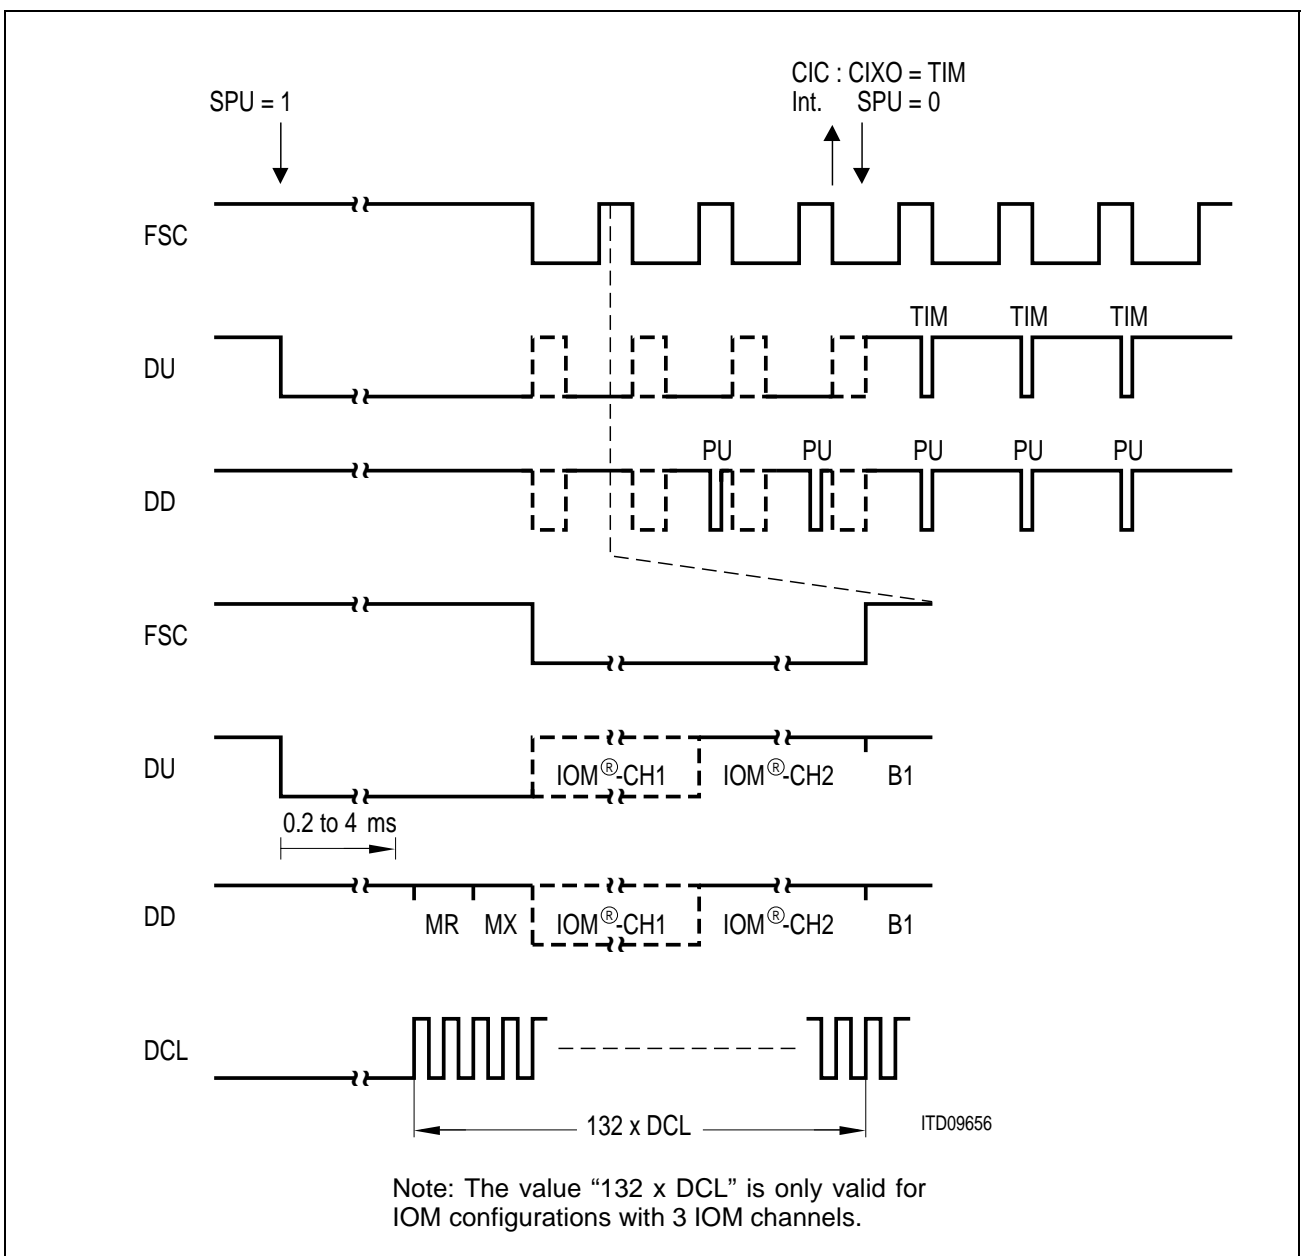 CIC : CIXO = TIM
SPU = 1
Int. SPU = 0
FSC
TIM TIM TIM
DU
PU PU PU PU PU
DD
FSC
DU
IOM®-CH1 IOM®-CH2 B1
0.2 to 4 ms
DD
MR MX IOM®-CH1 IOM®-CH2 B1
DCL
132 x DCL
ITD09656
Note: The value “132 x DCL” is only valid for
IOM configurations with 3 IOM channels.